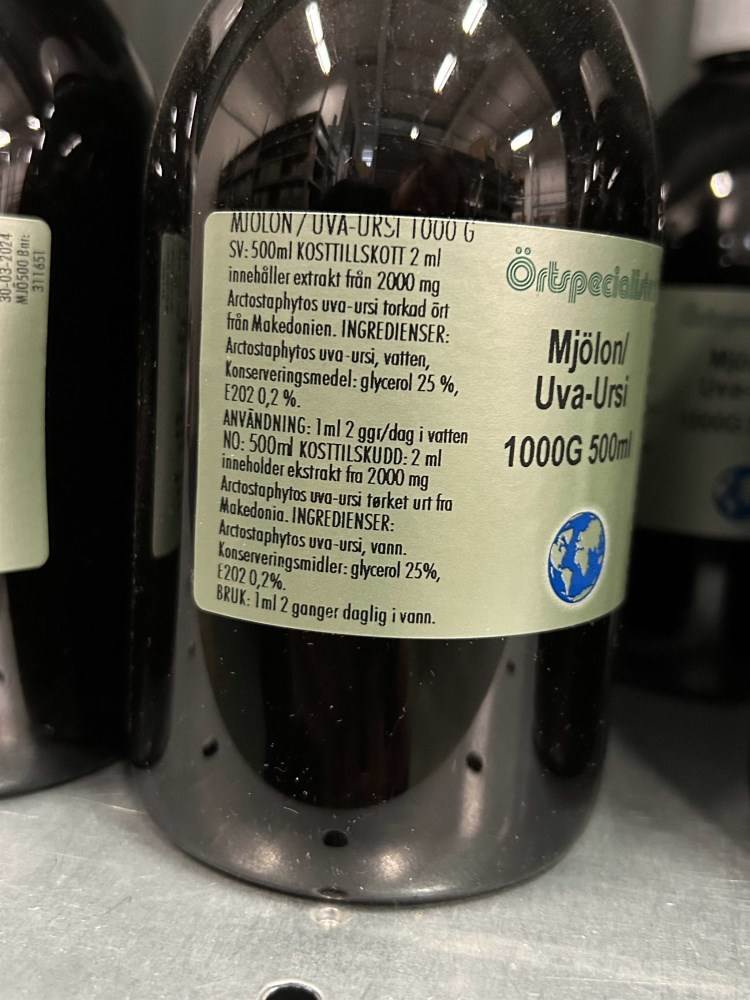 30-03-2024
MJÖ500 Bnr:
311651
MJÖLON / UVA-URSI 1000 G
SV: 500ml KOSTTILLSKOTT 2 ml
innehåller extrakt från 2000 mg
Arctostaphytos uva-ursi torkad ört
från Makedonien. INGREDIENSER:
Arctostaphytos uva-ursi, vatten,
Konserveringsmedel: glycerol 25 %,
E202 0,2 %.
ANVÄNDNING: 1ml 2 ggr/dag i vatten
NO: 500ml KOSTTILSKUDD: 2 ml
inneholder ekstrakt fra 2000 mg
Arctostaphytos uva-ursi tørket urt fra
Makedonia. INGREDIENSER:
Arctostaphytos uva-ursi, vann.
Konserveringsmidler: glycerol 25%,
E202 0,2%.
BRUK: 1ml 2 ganger daglig i vann.
Örtspecialist
Mjölon/
Uva-Ursi
1000G 500ml